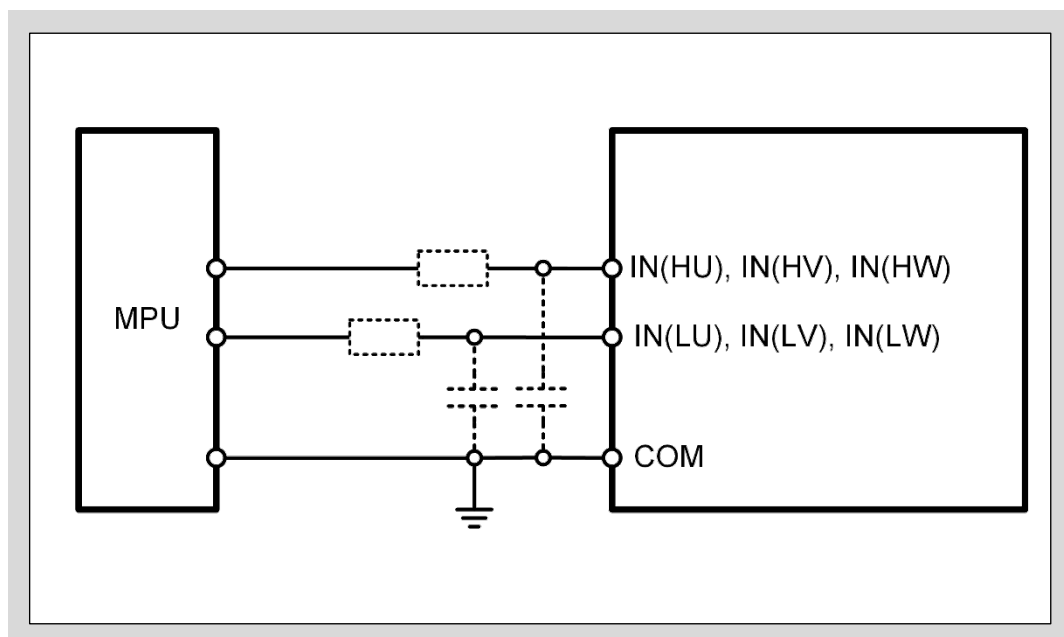 IN(HU), IN(HV), IN(HW)
MPU
IN(LU), IN(LV), IN(LW)
COM